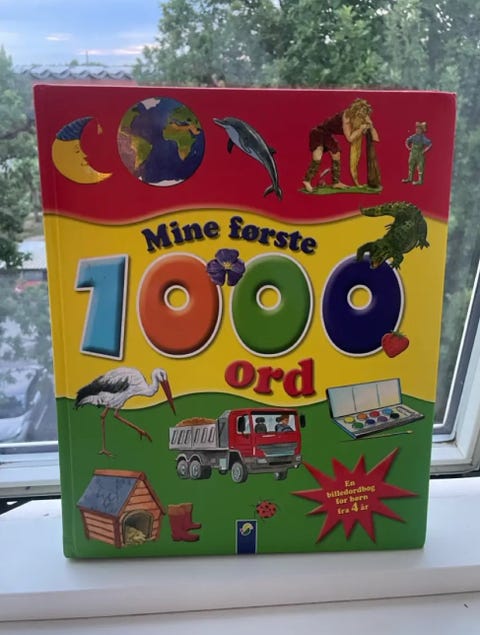 Mine første
1000
ord
En
billedordbog
for børn
fra 4 år